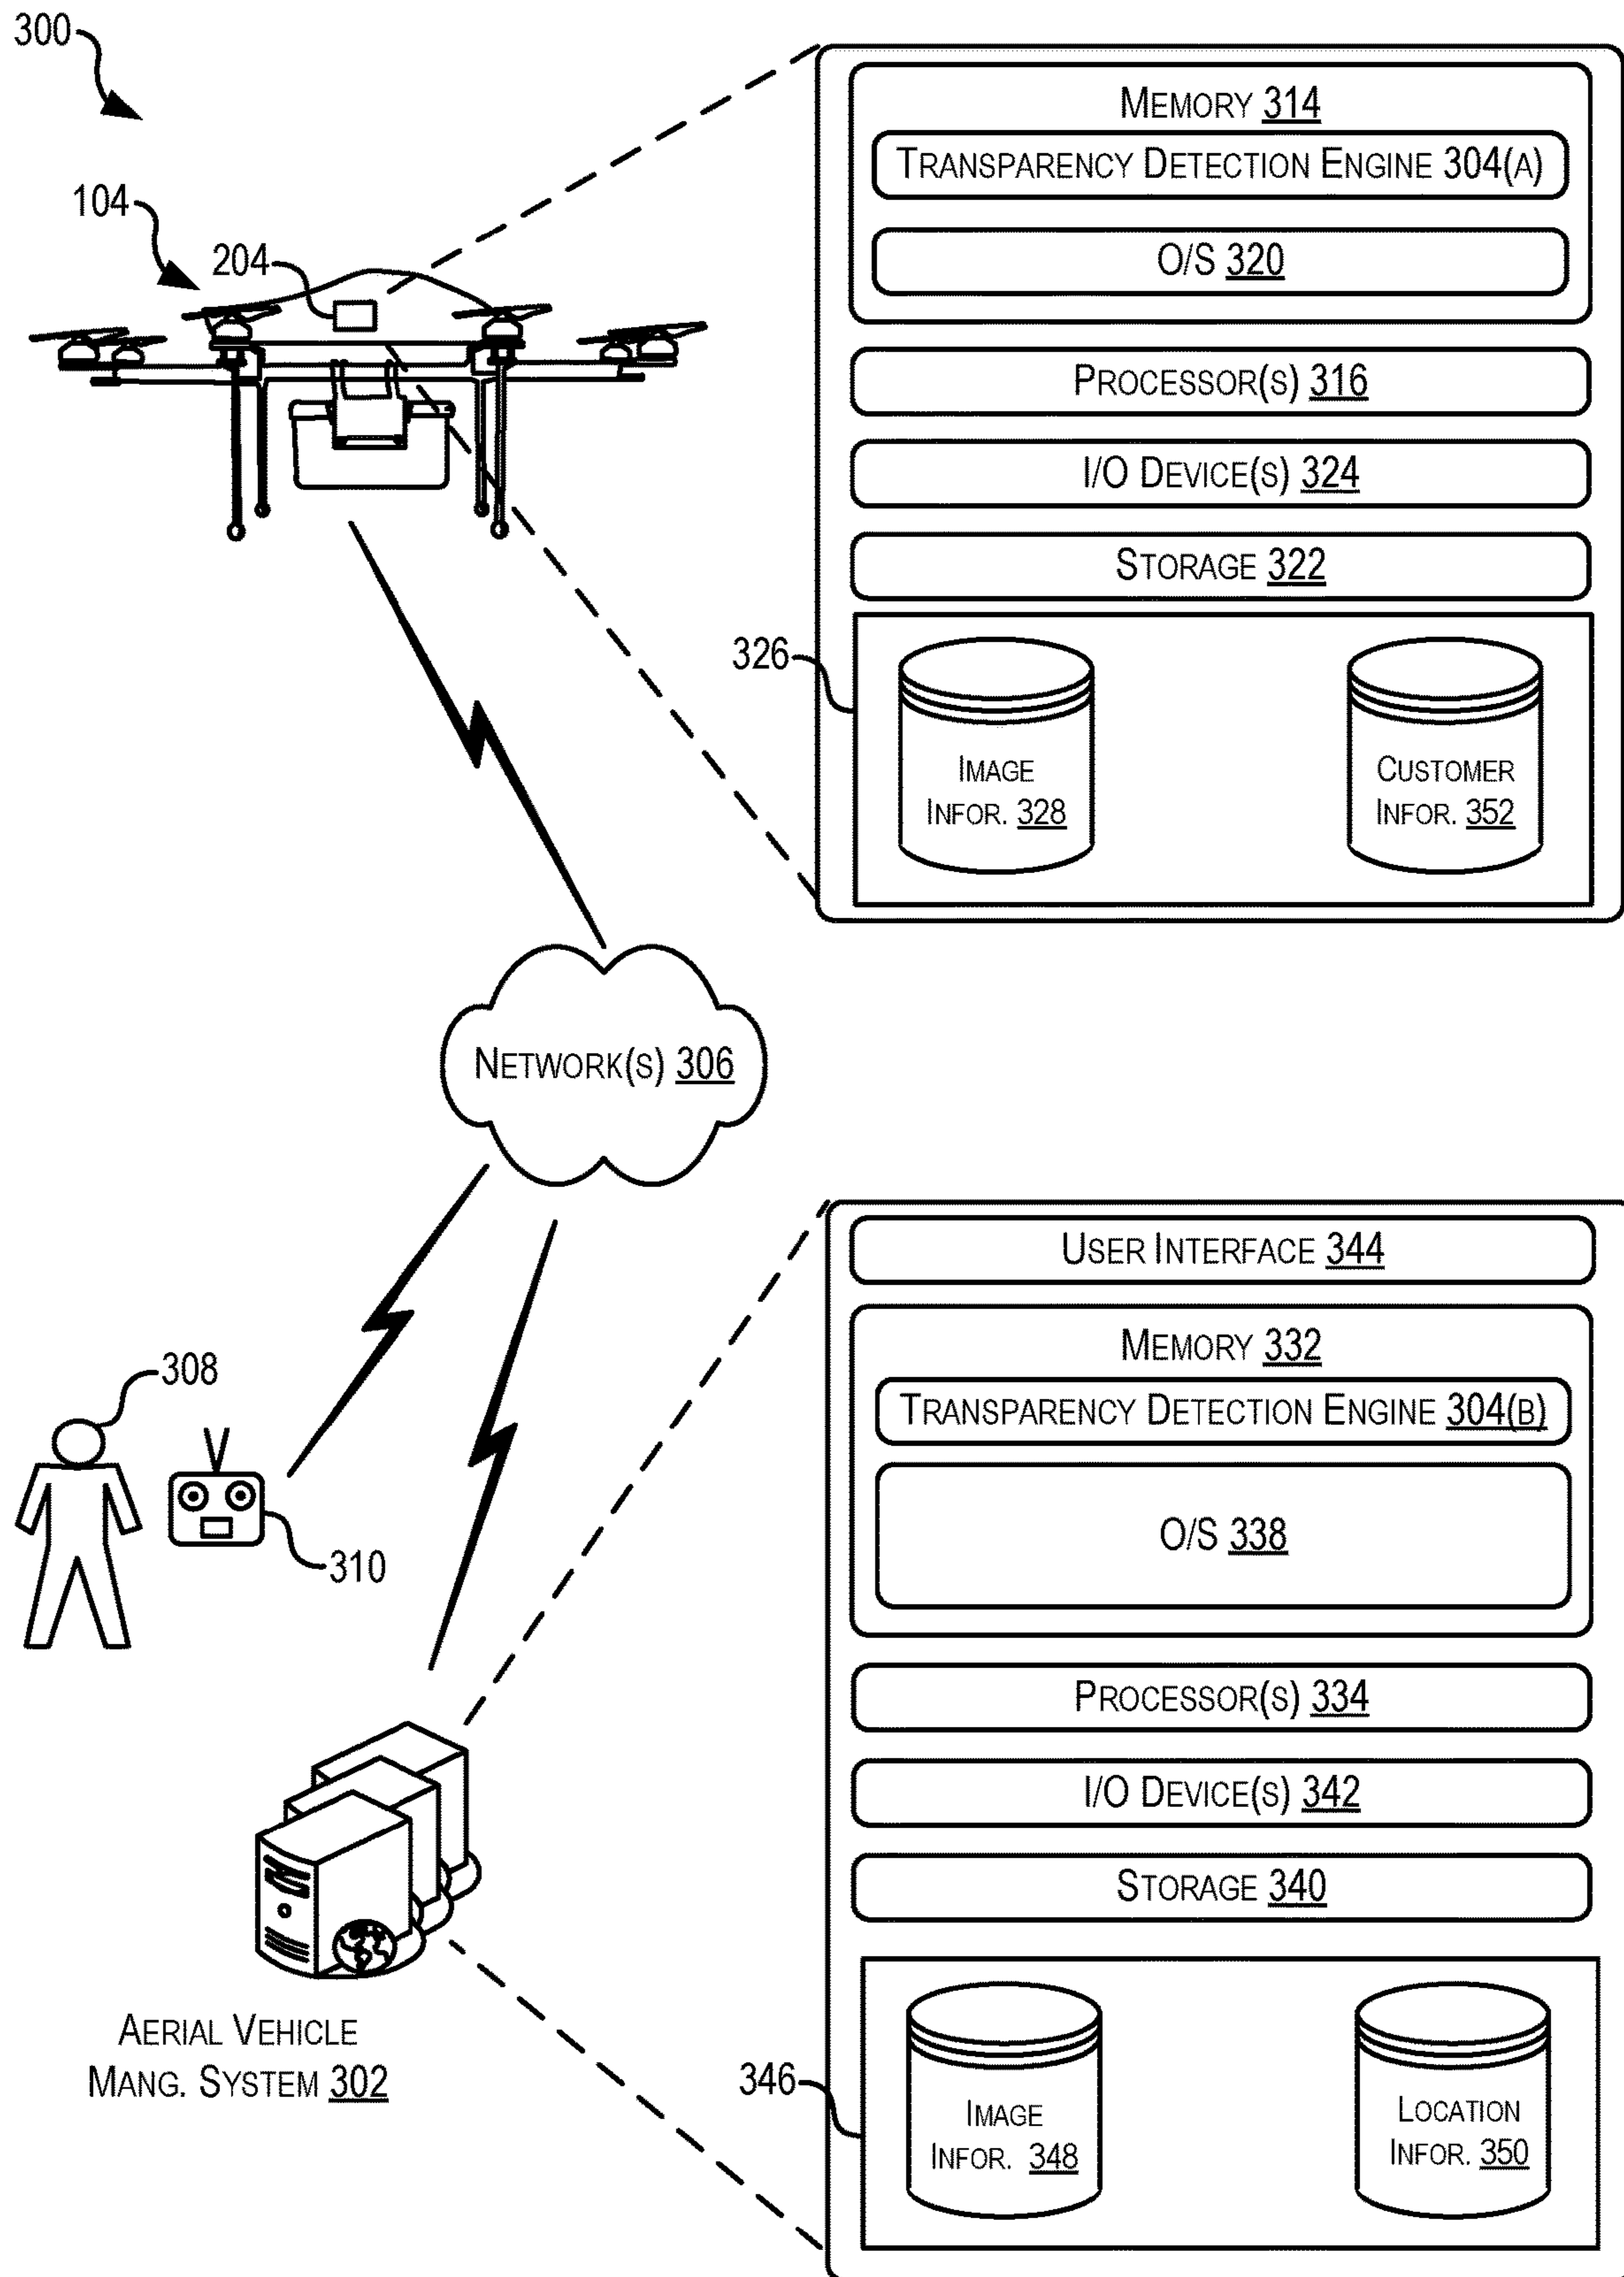 300
104
204
MEMORY 314
TRANSPARENCY DETECTION ENGINE 304(A)
O/S 320
PROCESSOR(S) 316
I/O DEVICE(S) 324
STORAGE 322
326
IMAGE
INFOR. 328
CUSTOMER
INFOR. 352
NETWORK(S) 306
308
310
AERIAL VEHICLE
MANG. SYSTEM 302
USER INTERFACE 344
MEMORY 332
TRANSPARENCY DETECTION ENGINE 304(B)
O/S 338
PROCESSOR(S) 334
I/O DEVICE(S) 342
STORAGE 340
346
IMAGE
INFOR. 348
LOCATION
INFOR. 350